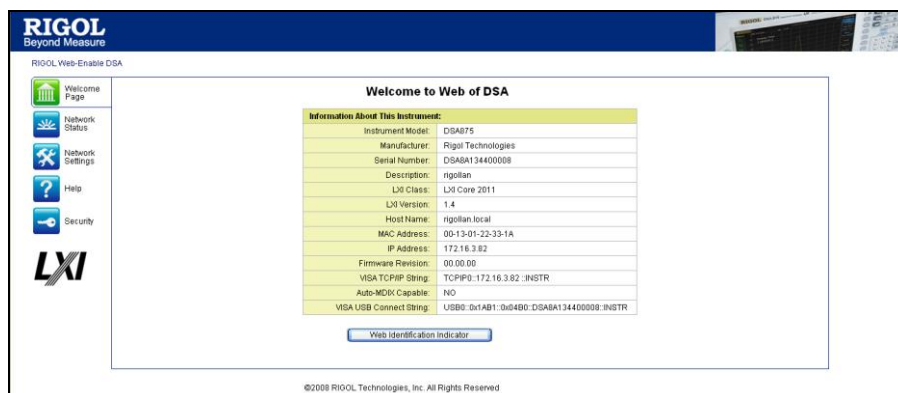 RIGOL
Beyond Measure
RIGOL Web-Enable DSA
Welcome
Page
Network
Status
Network
Settings
Help
Security
LXI
Welcome to Web of DSA
Information About This Instrument:
Instrument Model: DSA875
Manufacturer: Rigol Technologies
Serial Number: DSA8A134400008
Description: rigollan
LXI Class: LXI Core 2011
LXI Version: 1.4
Host Name: rigollan.local
MAC Address: 00-13-01-22-33-1A
IP Address: 172.16.3.82
Firmware Revision: 00.00.00
VISA TCP/IP String: TCPIP0::172.16.3.82 ::INSTR
Auto-MDIX Capable: NO
VISA USB Connect String: USB0::0x1AB1::0x04B0::DSA8A134400008::INSTR
Web Identification Indicator
©2008 RIGOL Technologies, Inc. All Rights Reserved